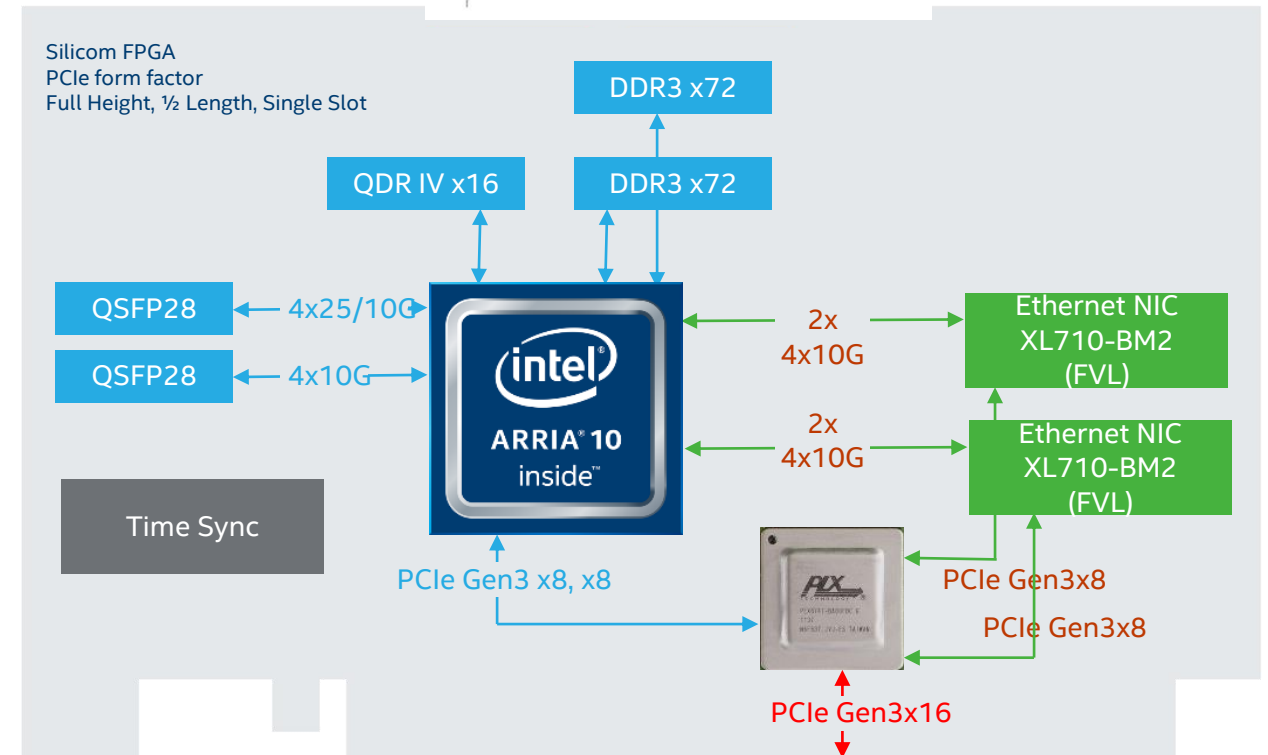 Silicom FPGA
PCIe form factor
Full Height, ½ Length, Single Slot
DDR3 x72
QDR IV x16
DDR3 x72
QSFP28
4x25/10G
QSFP28
4x10G
intel®
ARRIA® 10
inside™
2x
4x10G
Ethernet NIC
XL710-BM2
(FVL)
2x
4x10G
Ethernet NIC
XL710-BM2
(FVL)
Time Sync
PCIe Gen3 x8, x8
PLX
TECHNOLOGY ®
PCIe Gen3x8
PCIe Gen3x8
PCIe Gen3x16